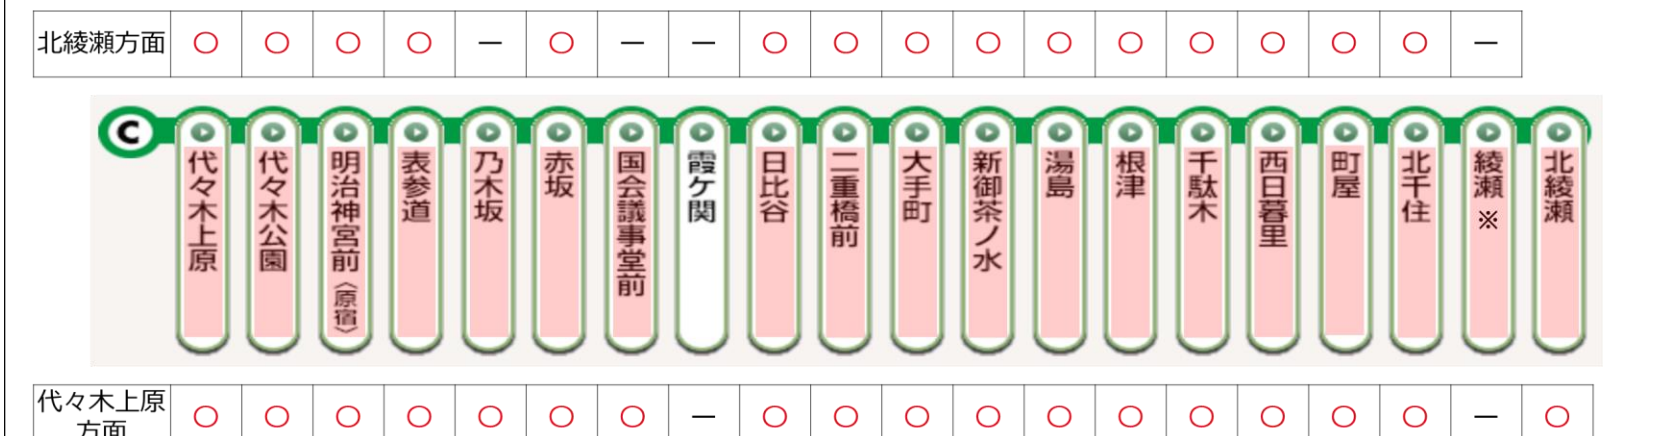 北綾瀬方面 〇 〇 〇 〇 － 〇 － － 〇 〇 〇 〇 〇 〇 〇 〇 〇 〇 －
C
代々木上原
代々木公園
明治神宮前〈原宿〉
表参道
乃木坂
赤坂
国会議事堂前
霞ケ関
日比谷
二重橋前
大手町
新御茶ノ水
湯島
根津
千駄木
西日暮里
町屋
北千住
綾瀬※
北綾瀬
代々木上原 〇 〇 〇 〇 〇 〇 〇 － 〇 〇 〇 〇 〇 〇 〇 〇 〇 〇 － 〇
方面